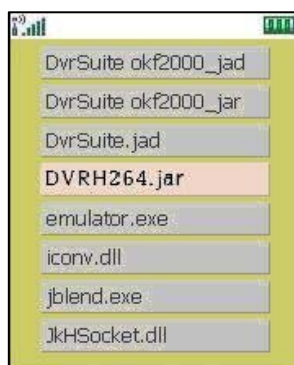 DvrSuite okf2000_jad
DvrSuite okf2000_jar
DvrSuite.jad
DVRH264.jar
emulator.exe
iconv.dll
jblend.exe
JkHSocket.dll